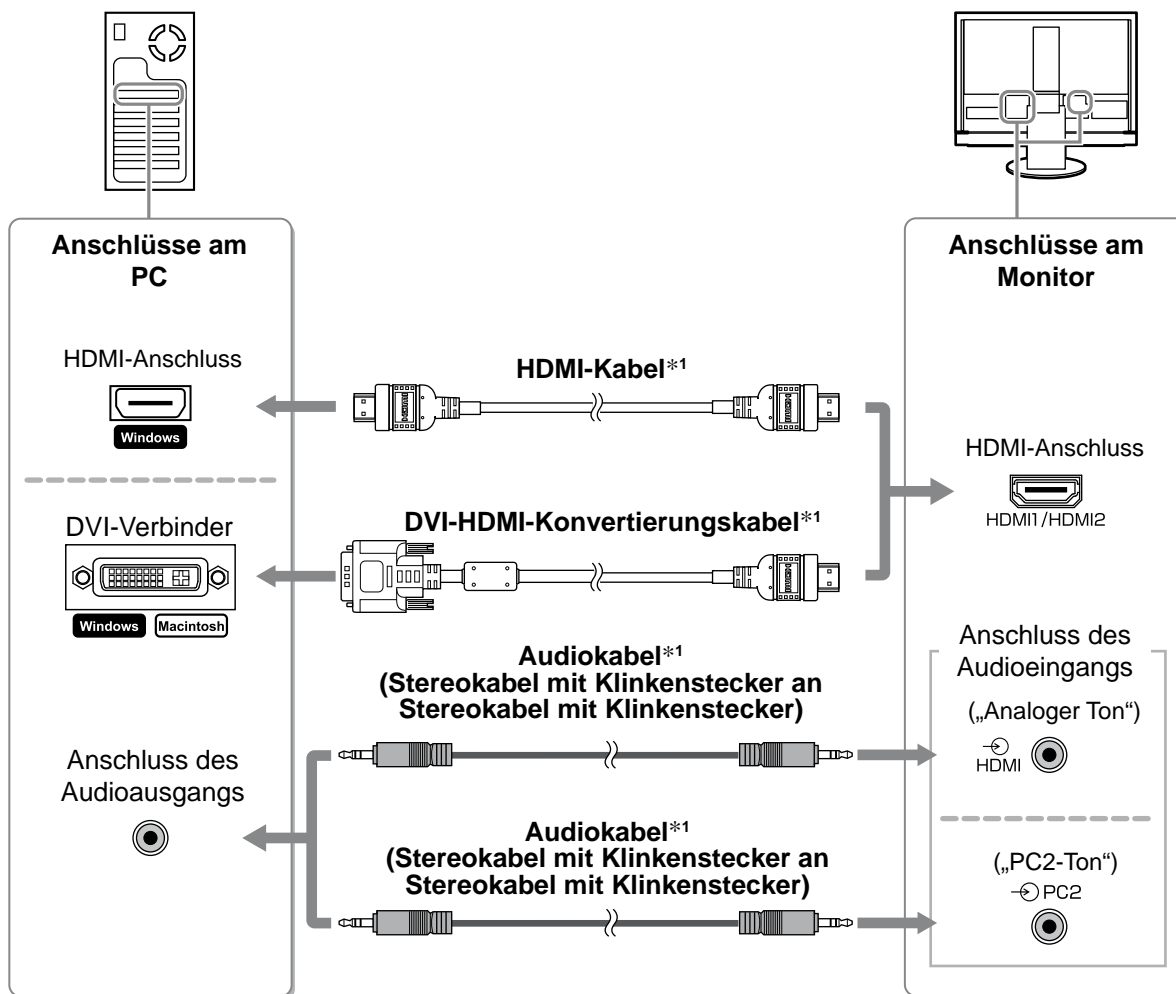 Anschlüsse am
PC
HDMI-Anschluss
Windows
DVI-Verbinder
Windows Macintosh
Anschluss des
Audioausgangs
HDMI-Kabel*1
DVI-HDMI-Konvertierungskabel*1
Audiokabel*1
(Stereokabel mit Klinkenstecker an
Stereokabel mit Klinkenstecker)
Audiokabel*1
(Stereokabel mit Klinkenstecker an
Stereokabel mit Klinkenstecker)
Anschlüsse am
Monitor
HDMI-Anschluss
HDMI1/HDMI2
Anschluss des
Audioeingangs
(„Analoger Ton“)
HDMI
(„PC2-Ton“)
PC2